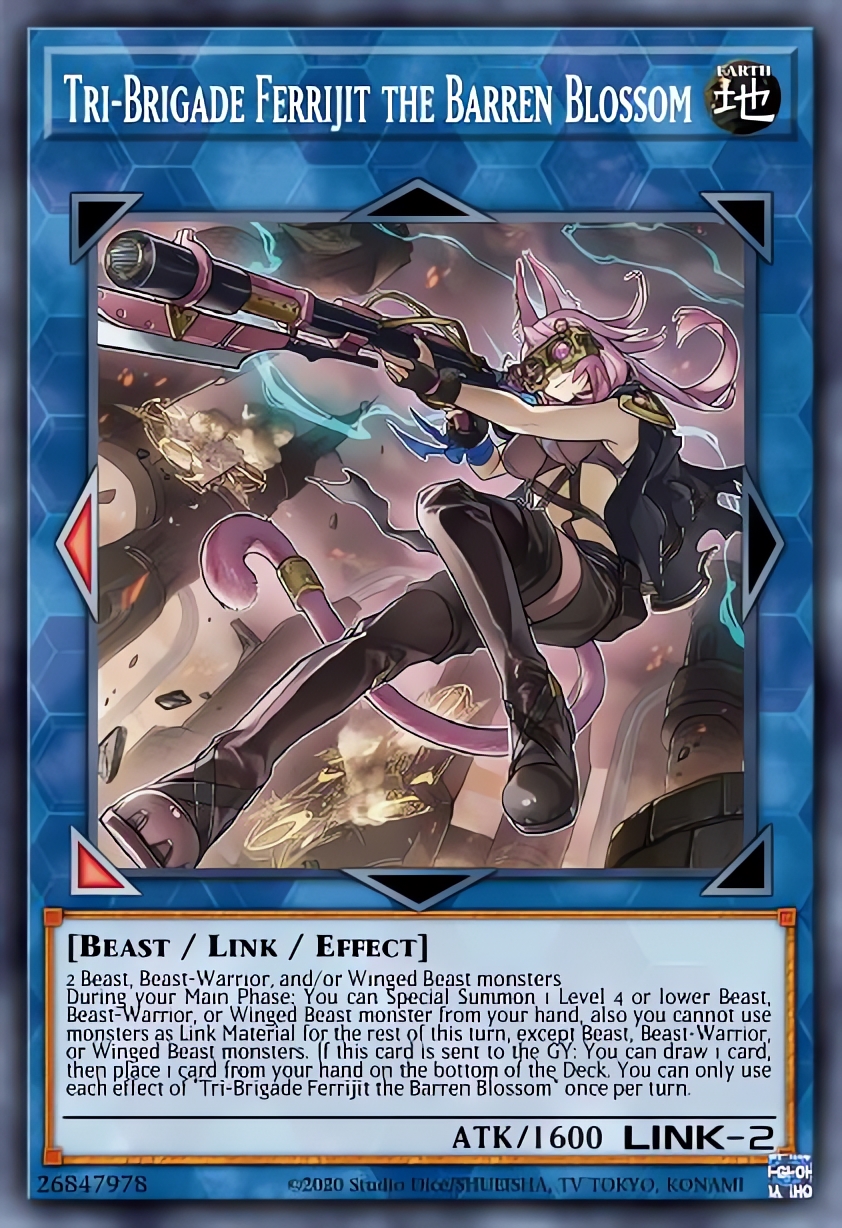 Tri-Brigade Ferrijit the Barren Blossom
EARTH
地
[Beast / Link / Effect]
2 Beast, Beast-Warrior, and/or Winged Beast monsters
During your Main Phase: You can Special Summon 1 Level 4 or lower Beast,
Beast-Warrior, or Winged Beast monster from your hand, also you cannot use
monsters as Link Material for the rest of this turn, except Beast, Beast-Warrior,
or Winged Beast monsters. If this card is sent to the GY: You can draw 1 card,
then place 1 card from your hand on the bottom of the Deck. You can only use
each effect of "Tri-Brigade Ferrijit the Barren Blossom" once per turn.
ATK/1600 LINK-2
26847978
©2020 Studio Dice/SHUEISHA, TV TOKYO, KONAMI